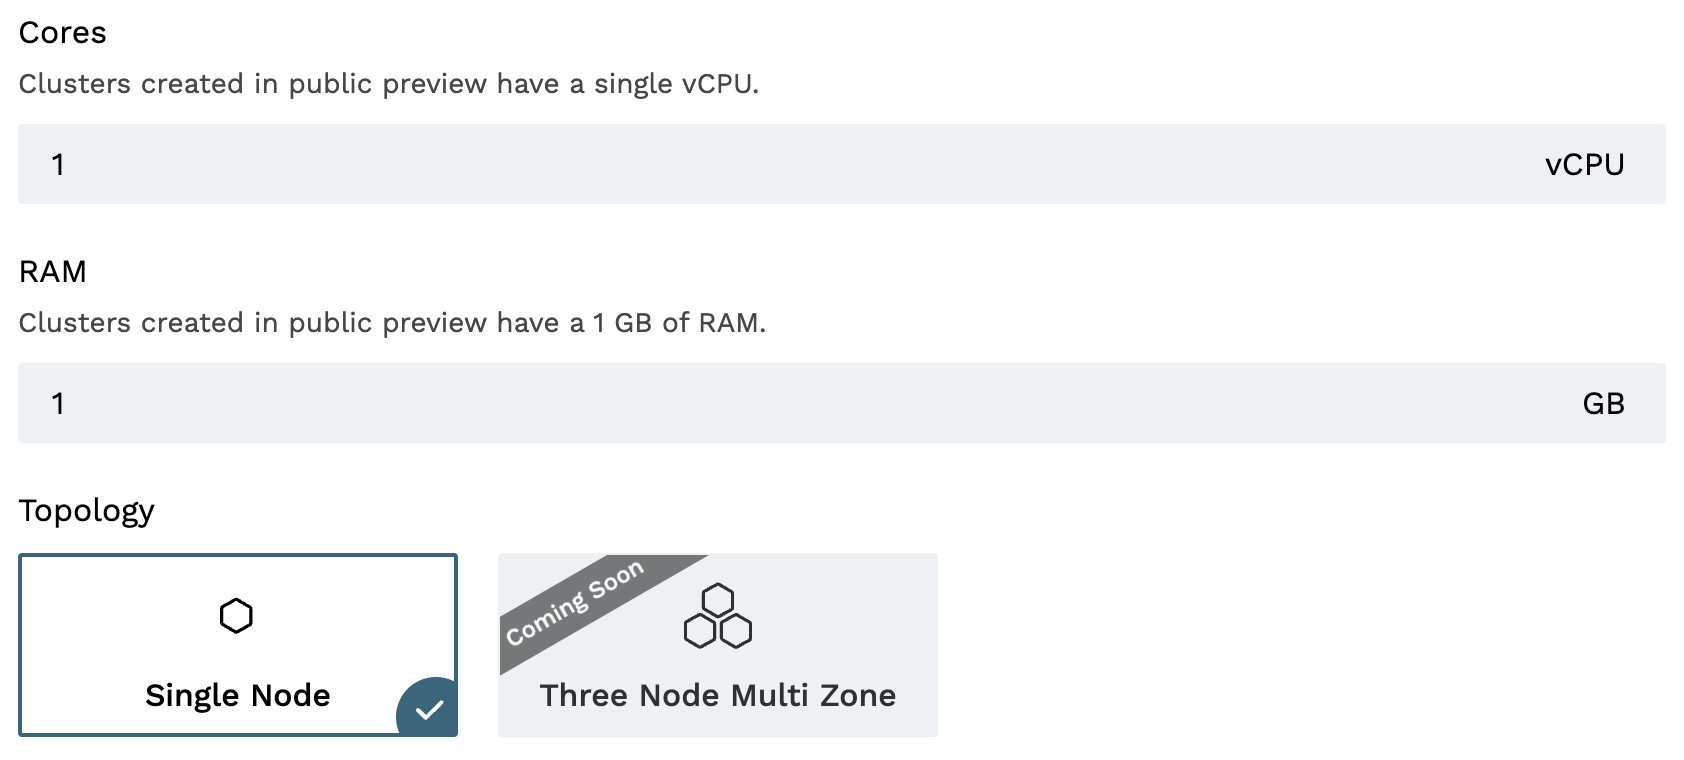 Cores
Clusters created in public preview have a single vCPU.
1 vCPU
RAM
Clusters created in public preview have a 1 GB of RAM.
1 GB
Topology
Coming Soon
Single Node
Three Node Multi Zone